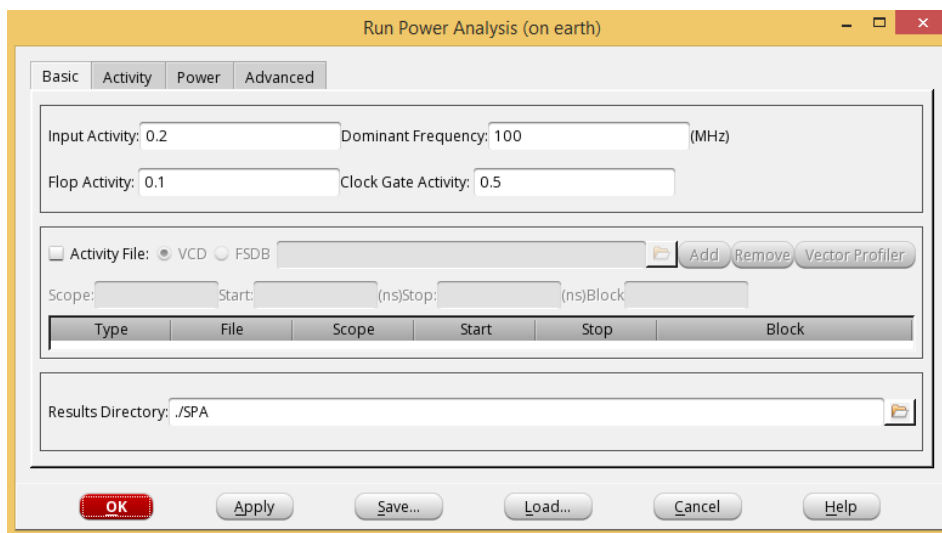 Run Power Analysis (on earth)
Basic Activity Power Advanced
Input Activity: 0.2 Dominant Frequency: 100 (MHz)
Flop Activity: 0.1 Clock Gate Activity: 0.5
Activity File: VCD FSDB Add Remove Vector Profiler
Scope: Start: (ns)Stop: (ns)Block
Type File Scope Start Stop Block
Results Directory: ./SPA
OK Apply Save... Load... Cancel Help